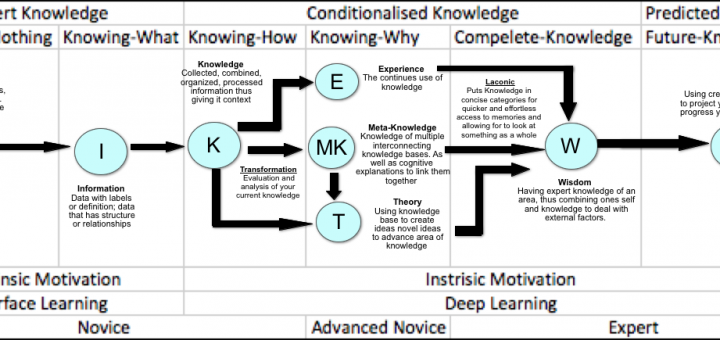 ert Knowledge
Conditionalised Knowledge
Predicted
Nothing
Knowing-What
Knowing-How
Knowing-Why
Compelete-Knowledge
Future-Kn
I
Information
Data with labels
or definition; data
that has structure
or relationships
Knowledge
Collected, combined,
organized, processed
information thus
giving it context
K
Transformation
Evaluation and
analysis of your
current knowledge
E
Experience
The continues use of
knowledge
MK
Meta-Knowledge
Knowledge of multiple
interconnecting
knowledge bases. As
well as cognitive
explanations to link them
together
T
Theory
Using knowledge
base to create
ideas novel ideas
to advance area of
knowledge
Laconic
Puts Knowledge in
concise categories for
quicker and effortless
access to memories and
allowing for to look at
something as a whole
W
Wisdom
Having expert knowledge of an
area, thus combining ones self
and knowledge to deal with
external factors.
Using cre
to project y
progress y
nsic Motivation
Instrisic Motivation
rface Learning
Deep Learning
Novice
Advanced Novice
Expert